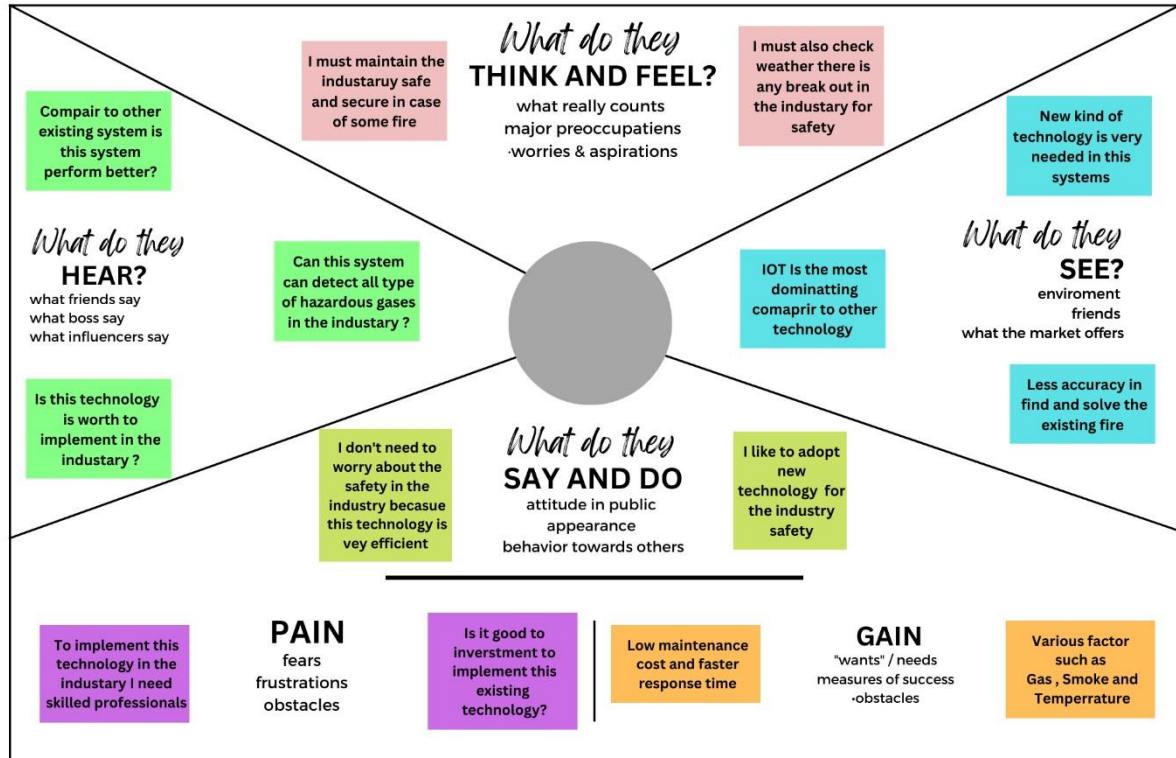 What do they
THINK AND FEEL?
what really counts
major preoccupatiens
·worries & aspirations
I must maintain the
industaruy safe
and secure in case
of some fire
I must also check
weather there is
any break out in
the industary for
safety
Compair to other
existing system is
this system
perform better?
What do they
HEAR?
what friends say
what boss say
what influencers say
Can this system
can detect all type
of hazardous gases
in the industary ?
Is this technology
is worth to
implement in the
industary ?
New kind of
technology is very
needed in this
systems
IOT Is the most
dominatting
comaprir to other
technology
What do they
SEE?
enviroment
friends
what the market offers
Less accuracy in
find and solve the
existing fire
I don't need to
worry about the
safety in the
industry becasue
this technology is
vey efficient
What do they
SAY AND DO
attitude in public
appearance
behavior towards others
I like to adopt
new
technology for
the industry
safety
To implement this
technology in the
industary I need
skilled professionals
PAIN
fears
frustrations
obstacles
Is it good to
inverstment to
implement this
existing
technology?
Low maintenance
cost and faster
response time
GAIN
"wants" / needs
measures of success
·obstacles
Various factor
such as
Gas , Smoke and
Temperrature